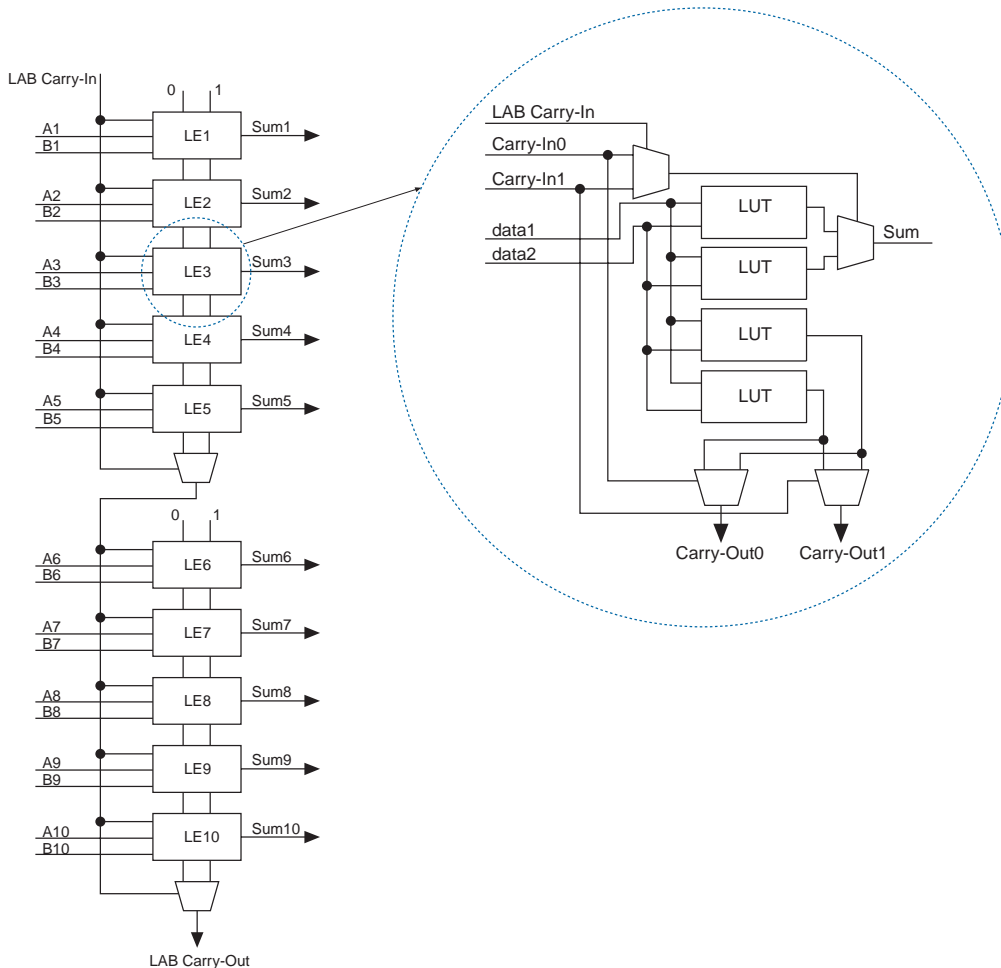 LAB Carry-In
0 1
A1
B1
LE1
Sum1
A2
B2
LE2
Sum2
A3
B3
LE3
Sum3
A4
B4
LE4
Sum4
A5
B5
LE5
Sum5
0 1
A6
B6
LE6
Sum6
A7
B7
LE7
Sum7
A8
B8
LE8
Sum8
A9
B9
LE9
Sum9
A10
B10
LE10
Sum10
LAB Carry-Out
LAB Carry-In
Carry-In0
Carry-In1
data1
data2
LUT
LUT
LUT
LUT
Sum
Carry-Out0
Carry-Out1